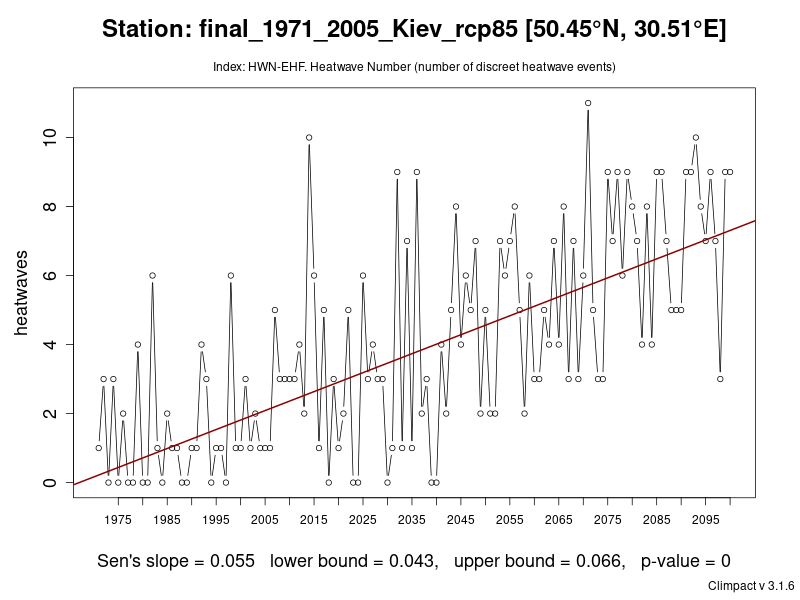 Station: final_1971_2005_Kiev_rcp85 [50.45°N, 30.51°E]
Index: HWN-EHF. Heatwave Number (number of discreet heatwave events)
heatwaves
10
8
6
4
2
0
1975 1985 1995 2005 2015 2025 2035 2045 2055 2065 2075 2085 2095
Sen's slope = 0.055 lower bound = 0.043, upper bound = 0.066, p-value = 0
Climpact v 3.1.6